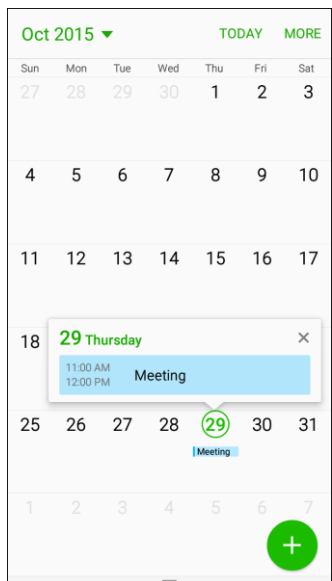 Oct 2015 TODAY MORE
Sun Mon Tue Wed Thu Fri Sat
27 28 29 30 1 2 3
4 5 6 7 8 9 10
11 12 13 14 15 16 17
18
29 Thursday
11:00 AM
12:00 PM
Meeting
25 26 27 28 29 30 31
Meeting
1 2 3 4 5 6 7